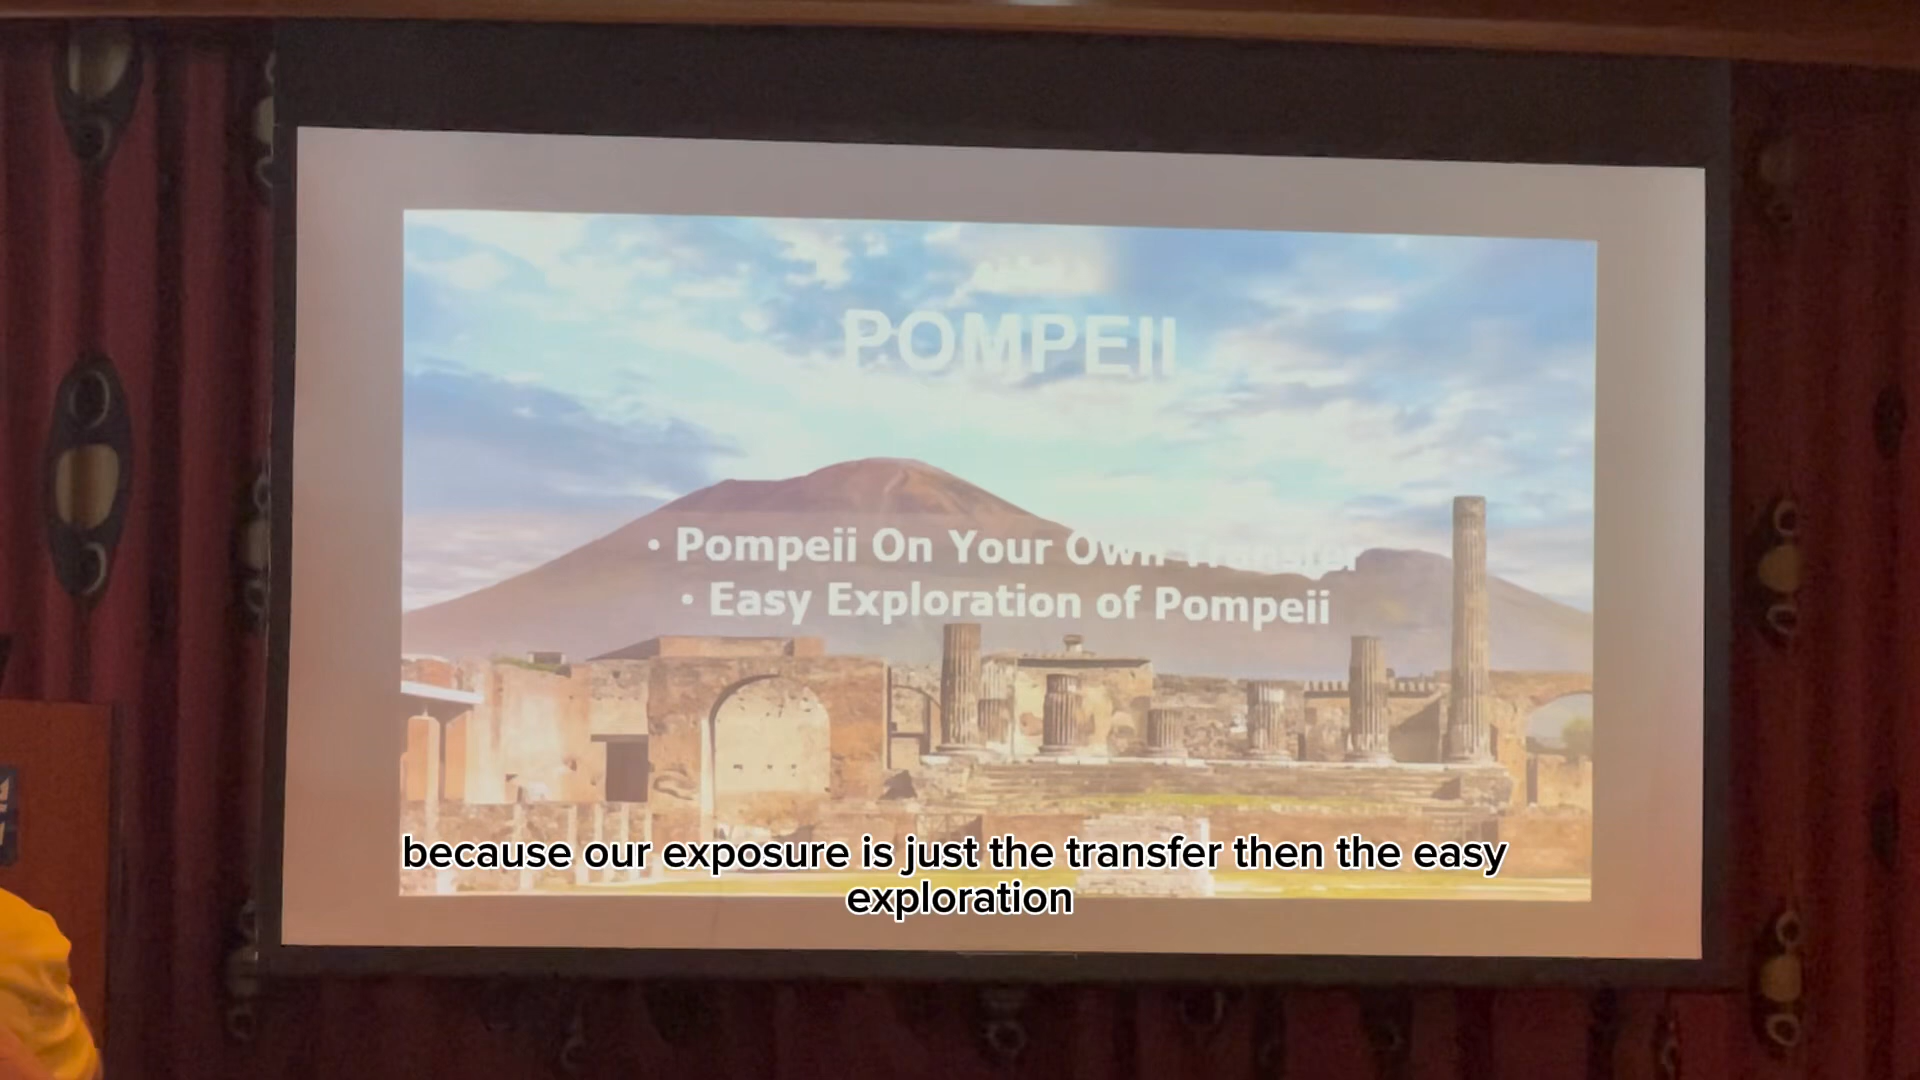 POMPEII
• Pompeii On Your Own Transfer
• Easy Exploration of Pompeii
because our exposure is just the transfer then the easy
exploration